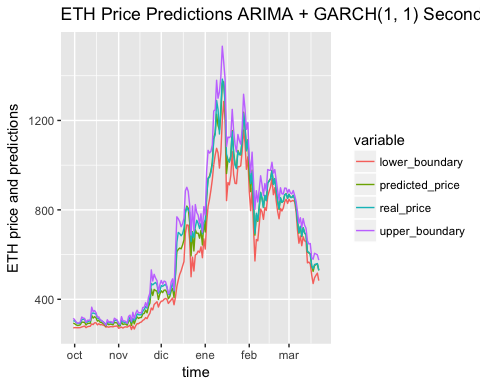 ETH Price Predictions ARIMA + GARCH(1, 1) Second
ETH price and predictions
1200
800
400
oct nov dic ene feb mar
time
variable
lower_boundary
predicted_price
real_price
upper_boundary